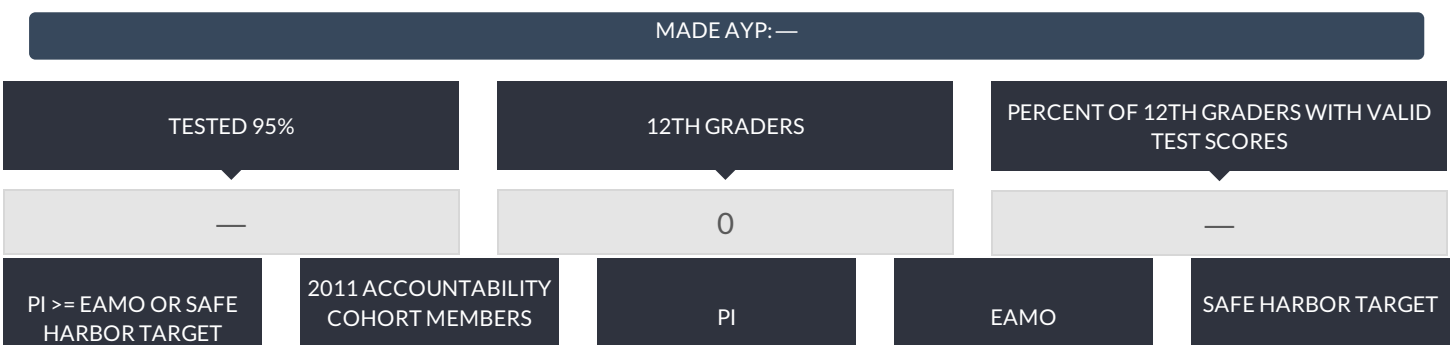 MADE AYP: —
TESTED 95%
12TH GRADERS
PERCENT OF 12TH GRADERS WITH VALID
TEST SCORES
—
0
—
PI >= EAMO OR SAFE
HARBOR TARGET
2011 ACCOUNTABILITY
COHORT MEMBERS
PI
EAMO
SAFE HARBOR TARGET